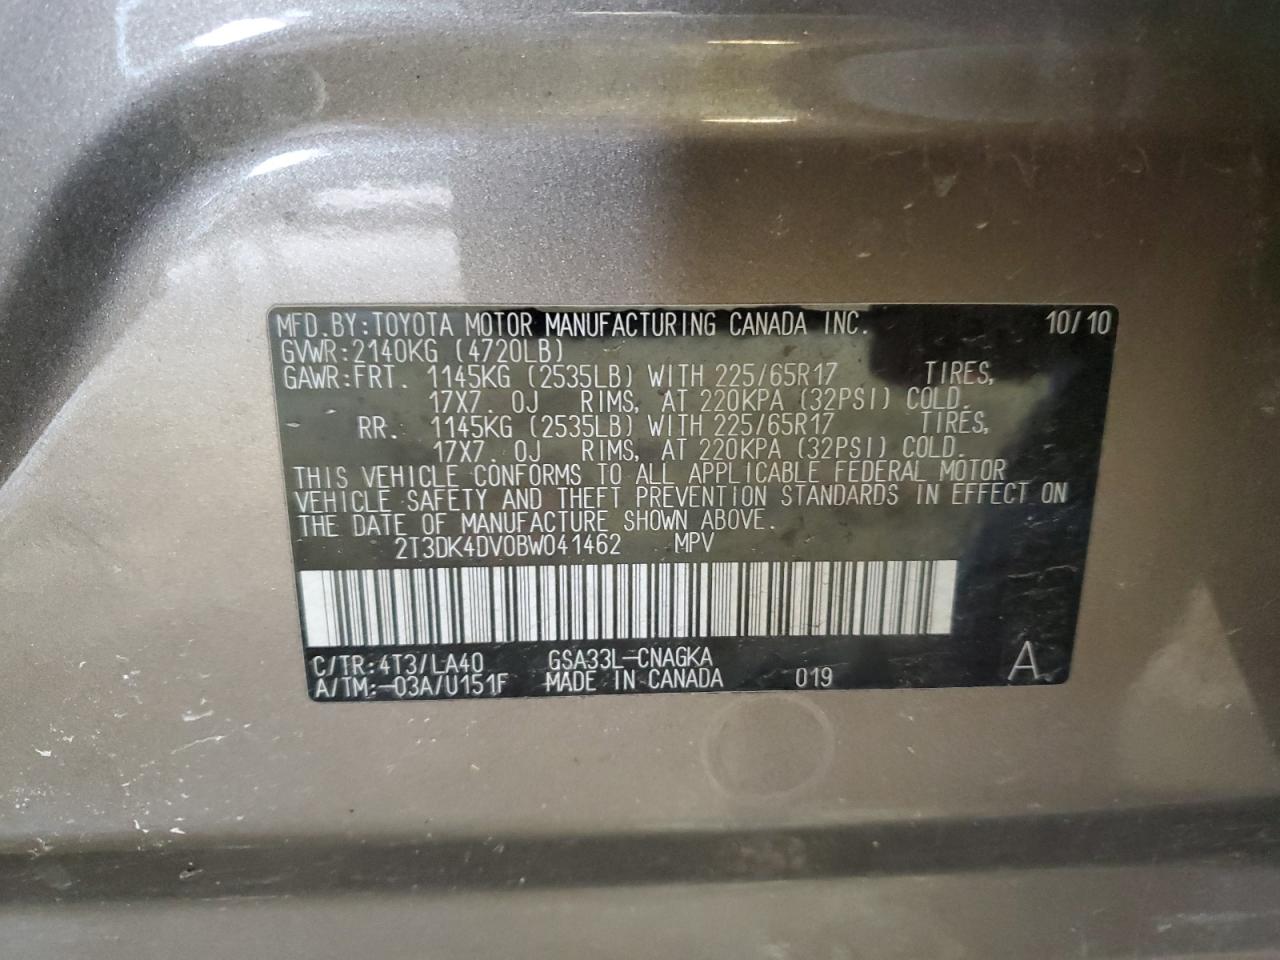 MFD.BY:TOYOTA MOTOR MANUFACTURING CANADA INC. 10/10
GVWR:2140KG (4720LB)
GAWR:FRT. 1145KG (2535LB) WITH 225/65R17 TIRES,
17X7. 0J RIMS, AT 220KPA (32PSI) COLD.
RR. 1145KG (2535LB) WITH 225/65R17 TIRES,
17X7. 0J RIMS, AT 220KPA (32PSI) COLD.
THIS VEHICLE CONFORMS TO ALL APPLICABLE FEDERAL MOTOR
VEHICLE SAFETY AND THEFT PREVENTION STANDARDS IN EFFECT ON
THE DATE OF MANUFACTURE SHOWN ABOVE.
2T3DK4DV0BW041462 MPV
C/TR:4T3/LA40 GSA33L-CNAGKA
A/TM:-03A/U151F MADE IN CANADA 019 A